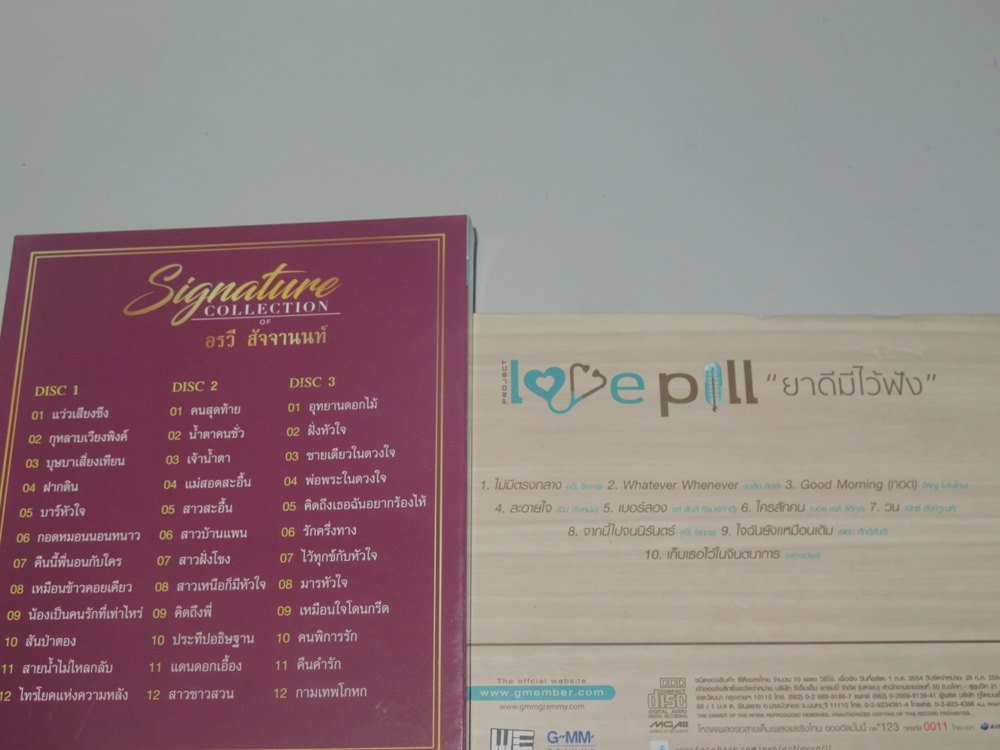 Signature
COLLECTION
OF
อรวี สัจจานนท์
DISC 1
01 แว่วเสียงซึง
02 กุหลาบเวียงพิงค์
03 บุษบาเสี่ยงเทียน
04 ฝากดิน
05 บาร์หัวใจ
06 กอดหมอนนอนหนาว
07 คืนนี้พี่นอนกับใคร
08 เหมือนข้าวคอยเคียว
09 น้องเป็นคนรักที่เท่าไหร่
10 สันป่าตอง
11 สายน้ำไม่ไหลกลับ
12 ไทรโยคแห่งความหลัง
DISC 2
01 คนสุดท้าย
02 น้ำตาคนชั่ว
03 เจ้าน้ำตา
04 แม่สอดสะอื้น
05 สาวสะอื้น
06 สาวบ้านแพน
07 สาวฝั่งโขง
08 สาวเหนือก็มีหัวใจ
09 คิดถึงพี่
10 ประทีปอธิษฐาน
11 แดนดอกเอื้อง
12 สาวชาวสวน
DISC 3
01 อุทยานดอกไม้
02 ฝั่งหัวใจ
03 ชายเดียวในดวงใจ
04 พ่อพระในดวงใจ
05 คิดถึงเธอฉันอยากร้องไห้
06 รักครึ่งทาง
07 ไว้ทุกข์กับหัวใจ
08 มารหัวใจ
09 เหมือนใจโดนกรีด
10 คนพิการรัก
11 คืนคำรัก
12 กามเทพโกหก
PROJECT
love pill "ยาดีมีไว้ฟัง"
1. ไม่มีตรงกลาง 2. Whatever Whenever 3. Good Morning (ทอด)
4. ละอายใจ 5. เบอร์สอง 6. ใครสักคน 7. วน
8. จากนี้ไปจนนิรันดร์ 9. ใจฉันยังเหมือนเดิม
10. เก็บเธอไว้ในจินตนาการ
The official website
www.gmember.com
www.gmmgrammy.com
COMPACT
disc
DIGITAL AUDIO
MGA
G-MM-
THE OWNER OF THE WORK REPRODUCED. UNAUTHORISED COPYING OF THIS RECORD PROHIBITED.